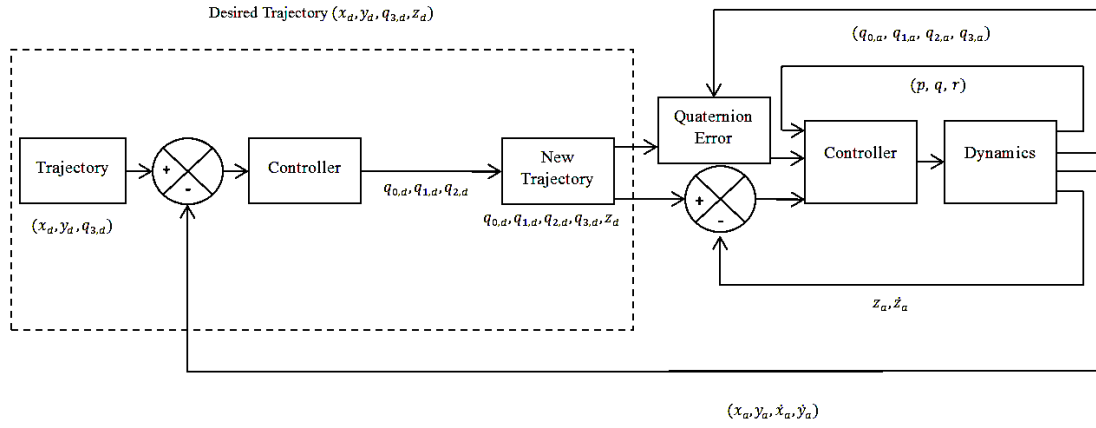 Desired Trajectory (x_d, y_d, q_{3,d}, z_d)
(q_{0,a}, q_{1,a}, q_{2,a}, q_{3,a})
(p, q, r)
Quaternion
Error
Trajectory
+
-
Controller
New
Trajectory
Controller
Dynamics
q_{0,d}, q_{1,d}, q_{2,d}
+
-
(x_d, y_d, q_{3,d})
q_{0,d}, q_{1,d}, q_{2,d}, q_{3,d}, z_d
z_a, ż_a
(x_a, y_a, ẋ_a, ẏ_a)